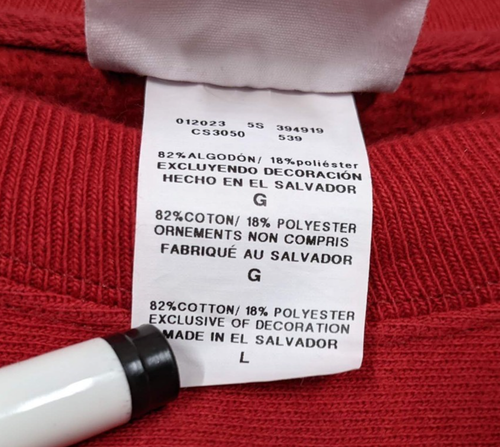 012023 5S 394919
CS3050 539
82%ALGODÓN/ 18%poliéster
EXCLUYENDO DECORACIÓN
HECHO EN EL SALVADOR
G
82%COTON/ 18% POLYESTER
ORNEMENTS NON COMPRIS
FABRIQUÉ AU SALVADOR
G
82%COTTON/ 18% POLYESTER
EXCLUSIVE OF DECORATION
MADE IN EL SALVADOR
L